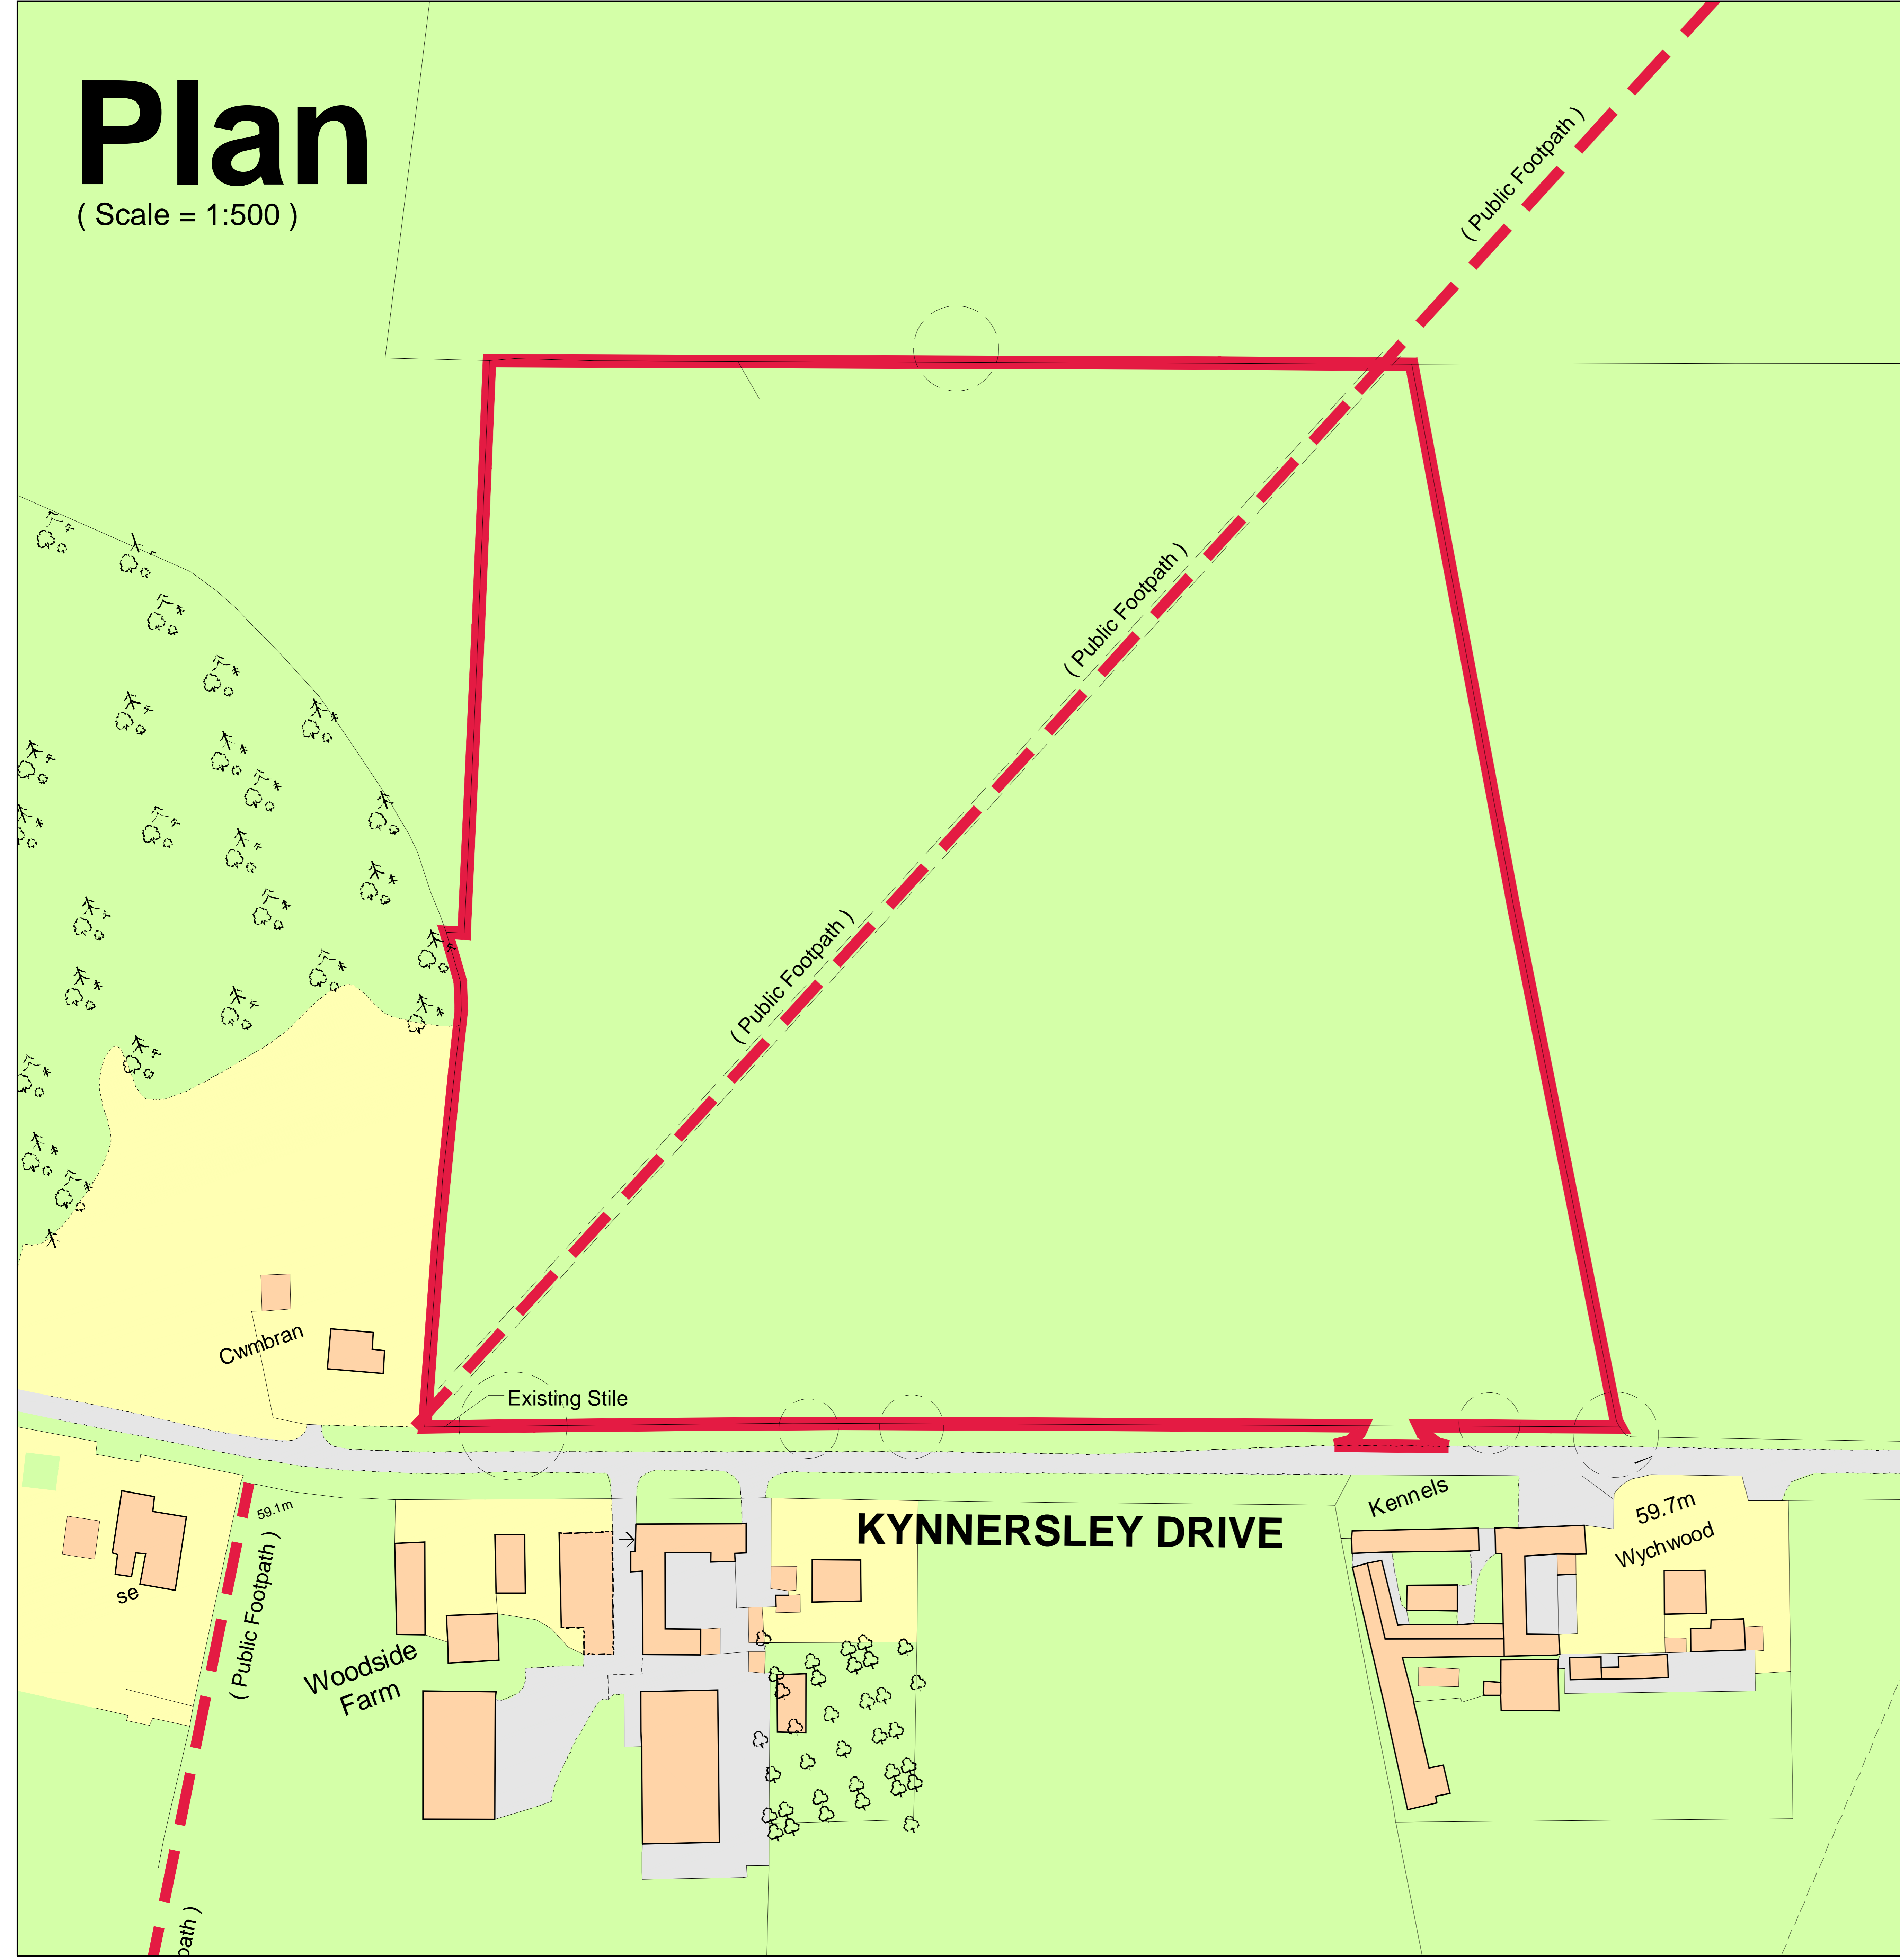 Plan
( Scale = 1:500 )
( Public Footpath )
( Public Footpath )
( Public Footpath )
Cwmbran
Existing Stile
59.1m
( Public Footpath )
se
KYNNERSLEY DRIVE
Kennels
59.7m
Wychwood
Woodside
Farm
path )